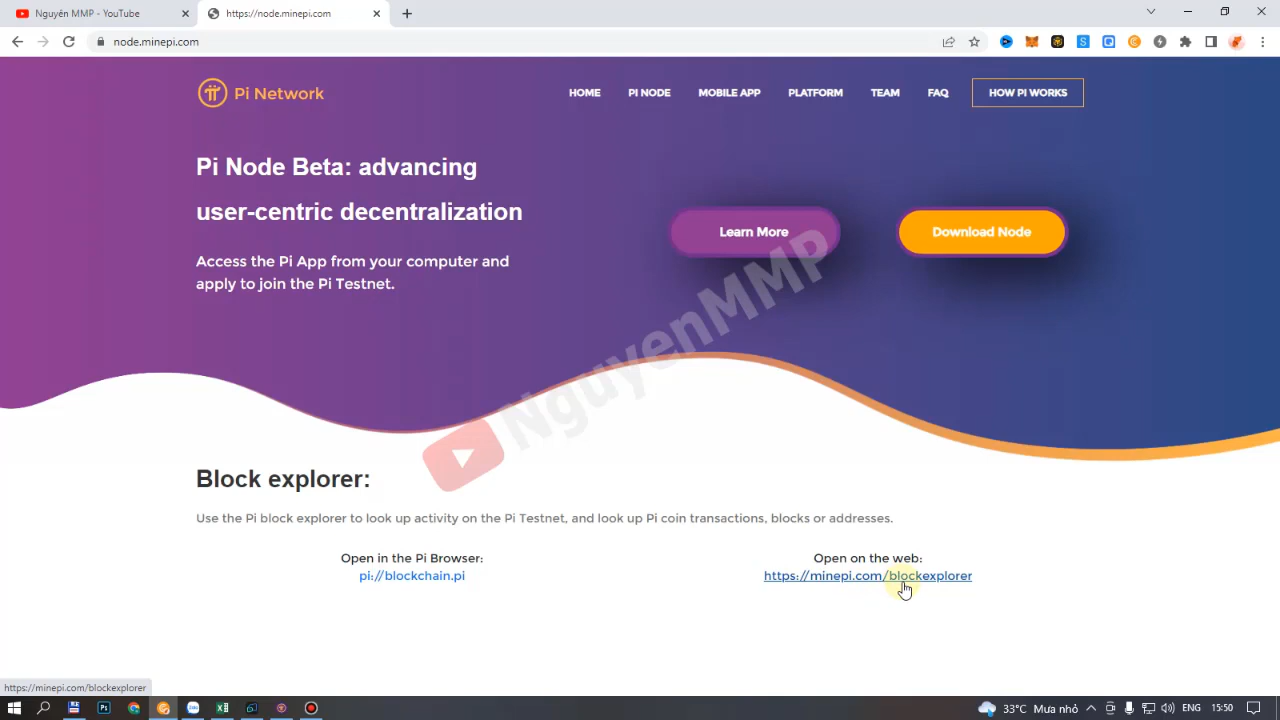 Nguyên MMP - YouTube
https://node.minepi.com
node.minepi.com
Pi Network
HOME
PI NODE
MOBILE APP
PLATFORM
TEAM
FAQ
HOW PI WORKS
Pi Node Beta: advancing
user-centric decentralization
Access the Pi App from your computer and
apply to join the Pi Testnet.
Learn More
Download Node
NguyenMMP
Block explorer:
Use the Pi block explorer to look up activity on the Pi Testnet, and look up Pi coin transactions, blocks or addresses.
Open in the Pi Browser:
pi://blockchain.pi
Open on the web:
https://minepi.com/blockexplorer
https://minepi.com/blockexplorer
33°C Mưa nhỏ
ENG
15:50